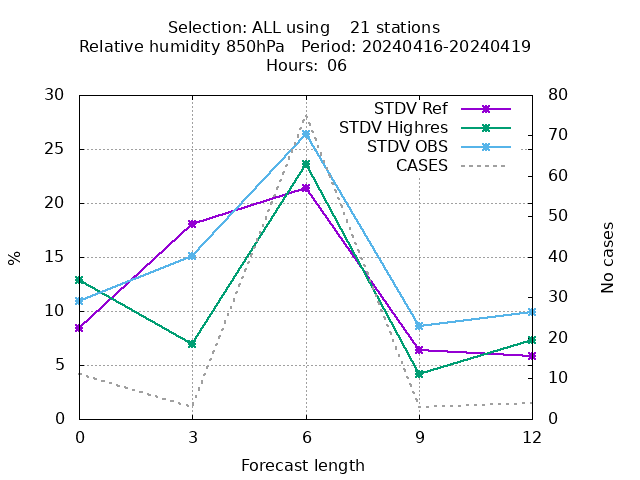 Selection: ALL using    21 stations
Relative humidity 850hPa   Period: 20240416-20240419
Hours:  06
30
25
20
15
10
5
0
%
80
70
60
50
40
30
20
10
0
No cases
STDV Ref
STDV Highres
STDV OBS
CASES
0
3
6
9
12
Forecast length